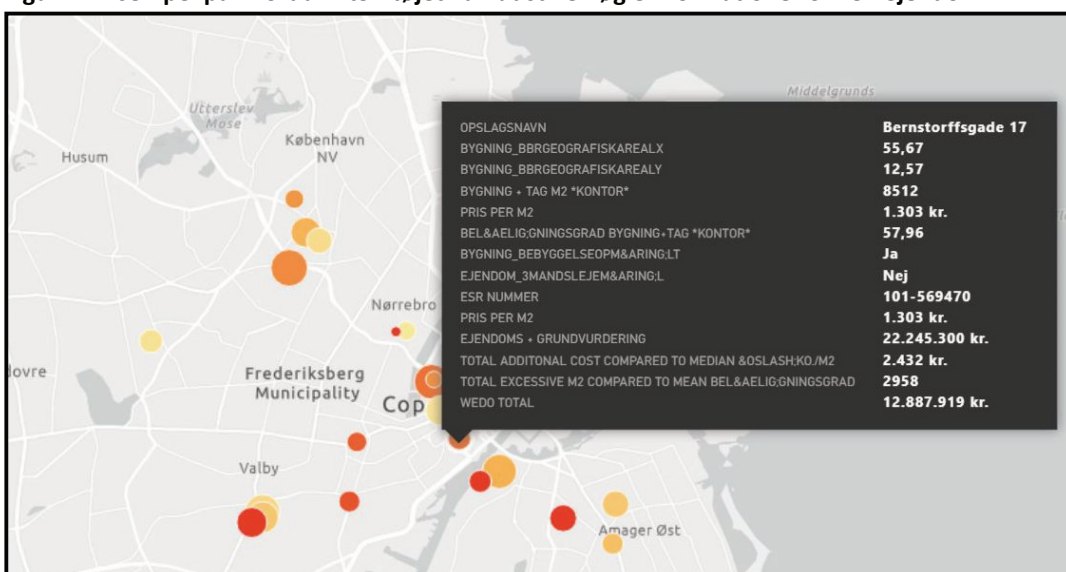 Utterslev
Mose
København
NV
Husum
Middelgrunds
OPSLAGSNAVN Bernstorffsgade 17
BYGNING_BBRGEOGRAFISKAREALX 55,67
BYGNING_BBRGEOGRAFISKAREALY 12,57
BYGNING + TAG M2 *KONTOR* 8512
PRIS PER M2 1.303 kr.
BEL&AELIG;GNINGSGRAD BYGNING+TAG *KONTOR* 57,96
BYGNING_BEBYGGELSEOPM&ARING;LT Ja
EJENDOM_3MANDSLEJEM&ARING;L Nej
ESR NUMMER 101-569470
PRIS PER M2 1.303 kr.
EJENDOMS + GRUNDVURDERING 22.245.300 kr.
TOTAL ADDITONAL COST COMPARED TO MEDIAN &OSLASH;KO./M2 2.432 kr.
TOTAL EXCESSIVE M2 COMPARED TO MEAN BEL&AELIG;GNINGSGRAD 2958
WEDO TOTAL 12.887.919 kr.
Nørrebro
Frederiksberg
Municipality
Cop
Valby
Amager Øst